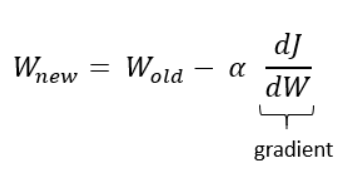 W_new = W_old − α dJ/dW
gradient